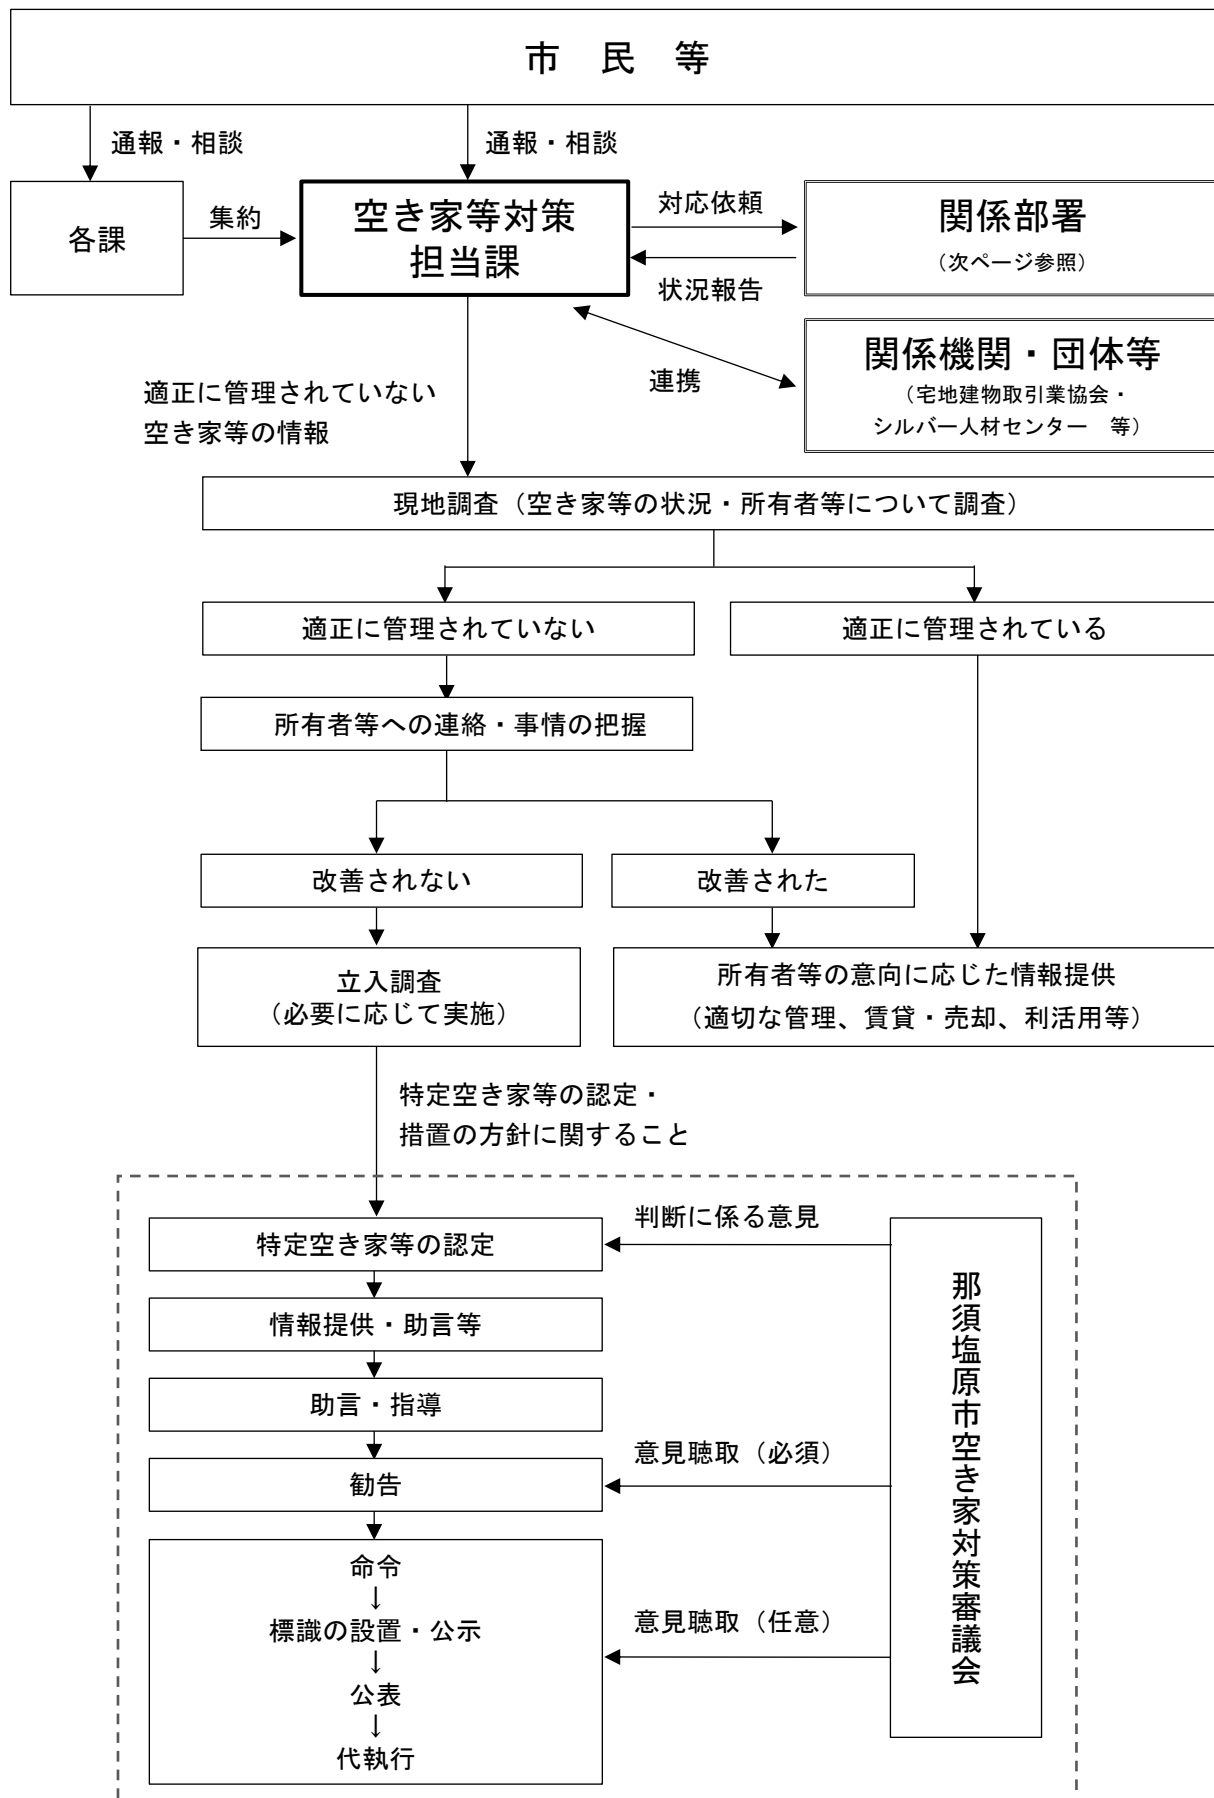 市　民　等
通報・相談
通報・相談
各課
集約
空き家等対策
担当課
対応依頼
状況報告
関係部署
（次ページ参照）
連携
関係機関・団体等
（宅地建物取引業協会・
シルバー人材センター　等）
適正に管理されていない
空き家等の情報
現地調査（空き家等の状況・所有者等について調査）
適正に管理されていない
適正に管理されている
所有者等への連絡・事情の把握
改善されない
改善された
立入調査
（必要に応じて実施）
所有者等の意向に応じた情報提供
（適切な管理、賃貸・売却、利活用等）
特定空き家等の認定・
措置の方針に関すること
特定空き家等の認定
判断に係る意見
情報提供・助言等
助言・指導
勧告
意見聴取（必須）
命令
↓
標識の設置・公示
↓
公表
↓
代執行
意見聴取（任意）
那須塩原市空き家対策審議会